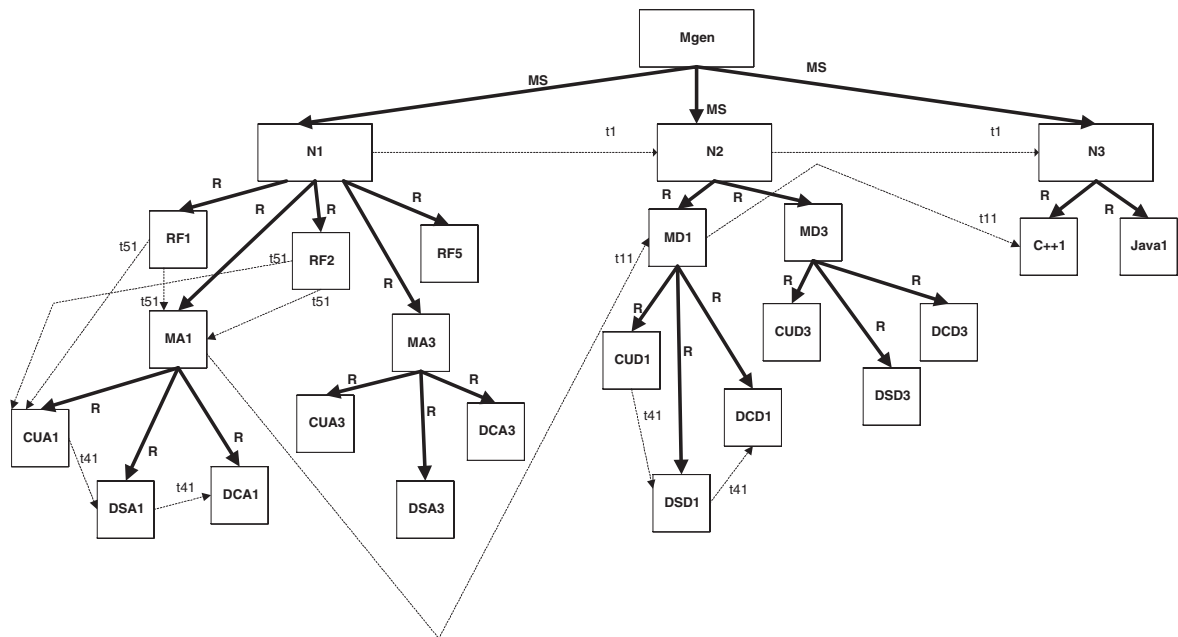 Mgen
MS
MS
MS
N1
t1
N2
t1
N3
R
R
R
R
R
R
R
R
RF1
RF2
RF5
MD1
MD3
C++1
Java1
t51
t51
t11
t11
t51
t51
R
R
R
R
R
R
R
MA1
MA3
CUD1
CUD3
DCD3
DSD3
R
R
R
R
R
R
CUA1
CUA3
DCA3
DCD1
t41
t41
t41
t41
DSA1
DCA1
DSA3
DSD1